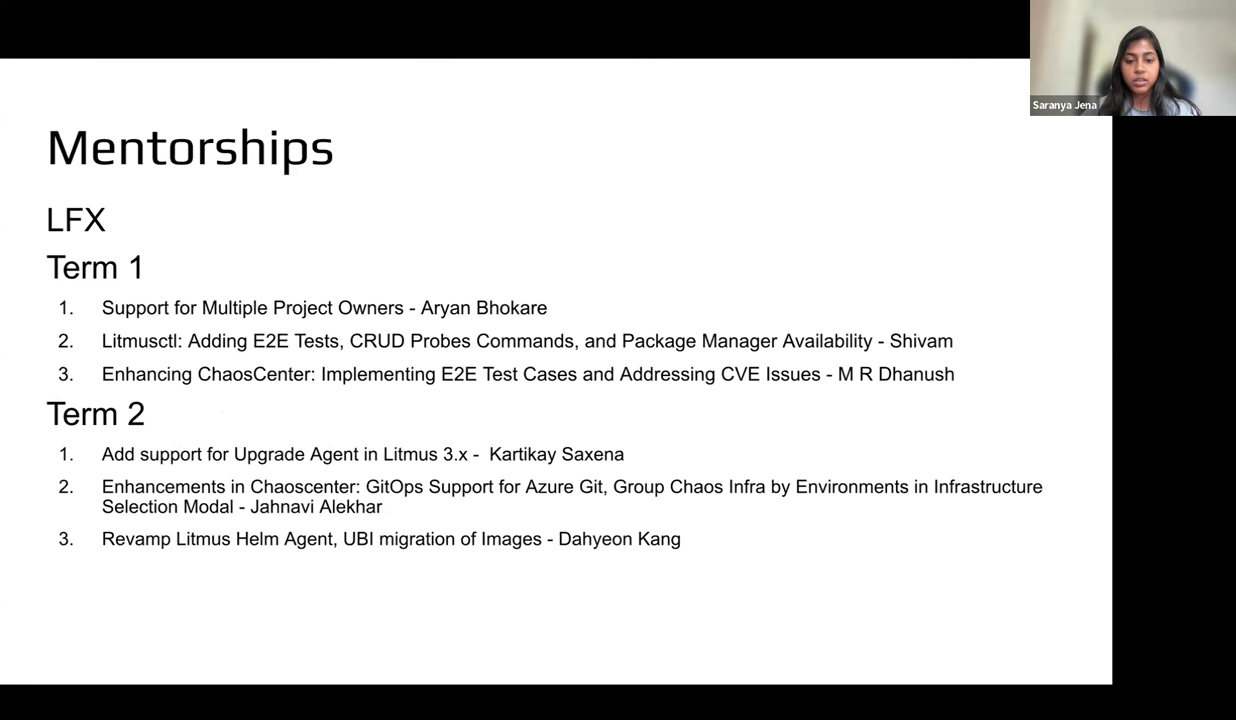 Saranya Jena
Mentorships
LFX
Term 1
1. Support for Multiple Project Owners - Aryan Bhokare
2. Litmusctl: Adding E2E Tests, CRUD Probes Commands, and Package Manager Availability - Shivam
3. Enhancing ChaosCenter: Implementing E2E Test Cases and Addressing CVE Issues - M R Dhanush
Term 2
1. Add support for Upgrade Agent in Litmus 3.x - Kartikay Saxena
2. Enhancements in Chaoscenter: GitOps Support for Azure Git, Group Chaos Infra by Environments in Infrastructure
Selection Modal - Jahnavi Alekhar
3. Revamp Litmus Helm Agent, UBI migration of Images - Dahyeon Kang